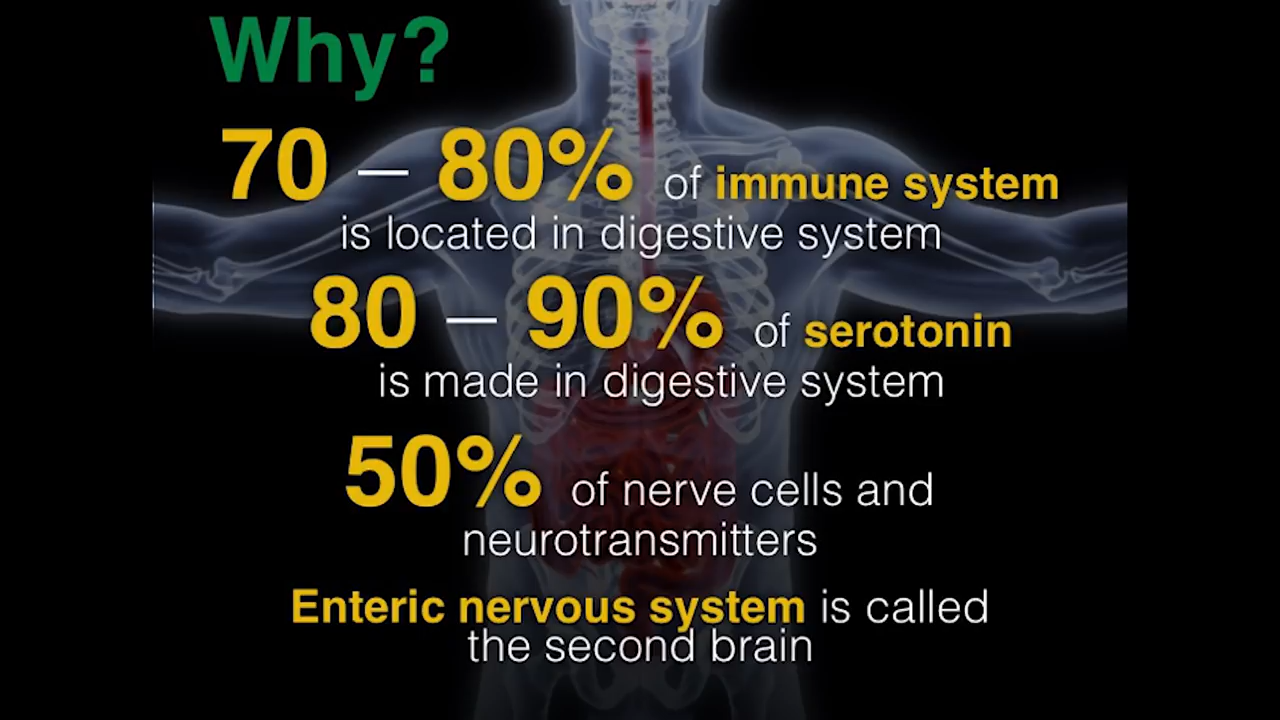 Why?
70 – 80% of immune system
is located in digestive system
80 – 90% of serotonin
is made in digestive system
50% of nerve cells and
neurotransmitters
Enteric nervous system is called
the second brain